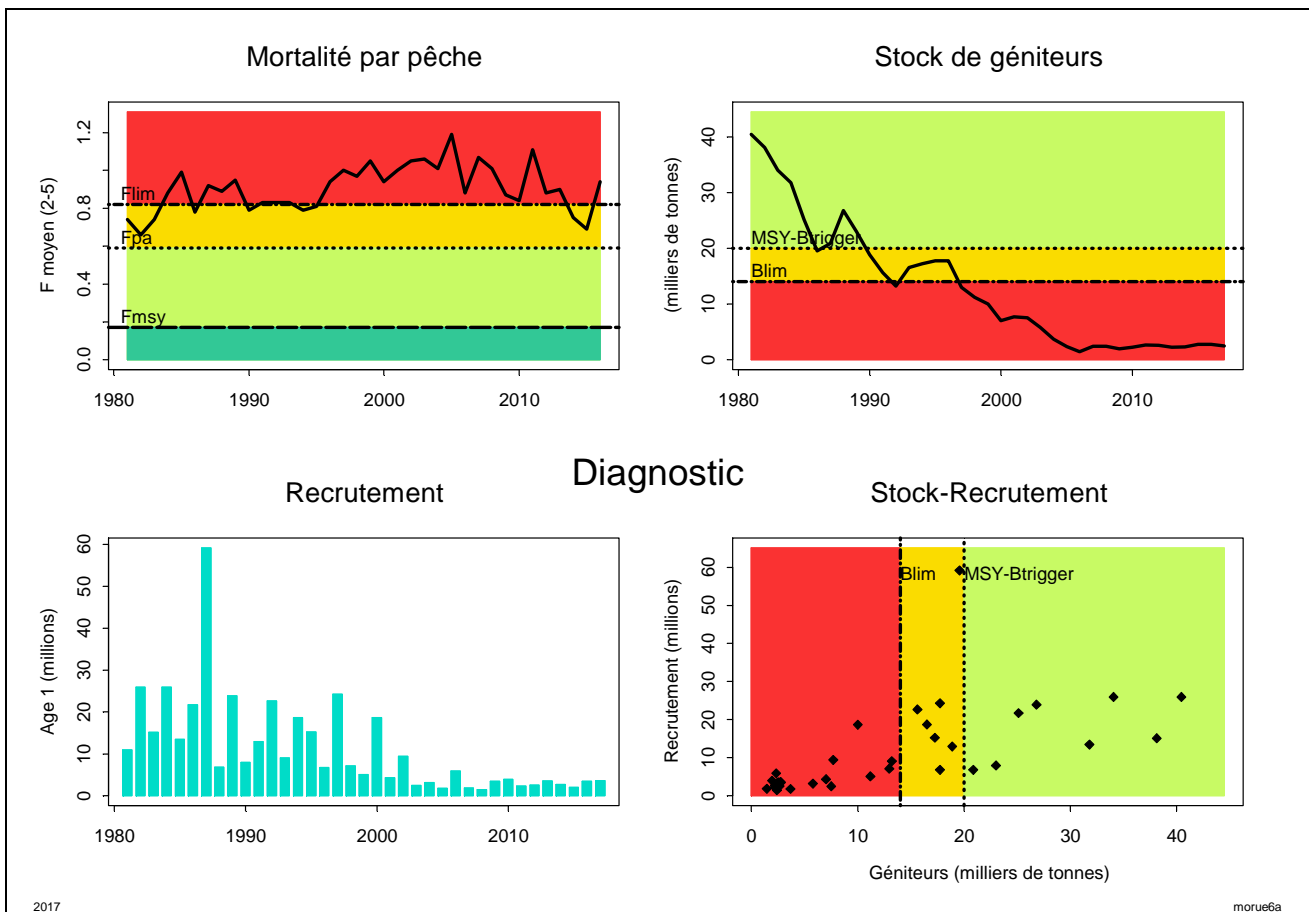 Mortalité par pêche
F moyen (2-5)
0.0 0.4 0.8 1.2
Flim
Fpa
Fmsy
1980 1990 2000 2010
Stock de géniteurs
(milliers de tonnes)
0 10 20 30 40
MSY-Btrigger
Blim
1980 1990 2000 2010
Diagnostic
Recrutement
Age 1 (millions)
0 10 20 30 40 50 60
1980 1990 2000 2010
Stock-Recrutement
Recrutement (millions)
0 10 20 30 40 50 60
Blim
MSY-Btrigger
0 10 20 30 40
Géniteurs (milliers de tonnes)
2017
morue6a